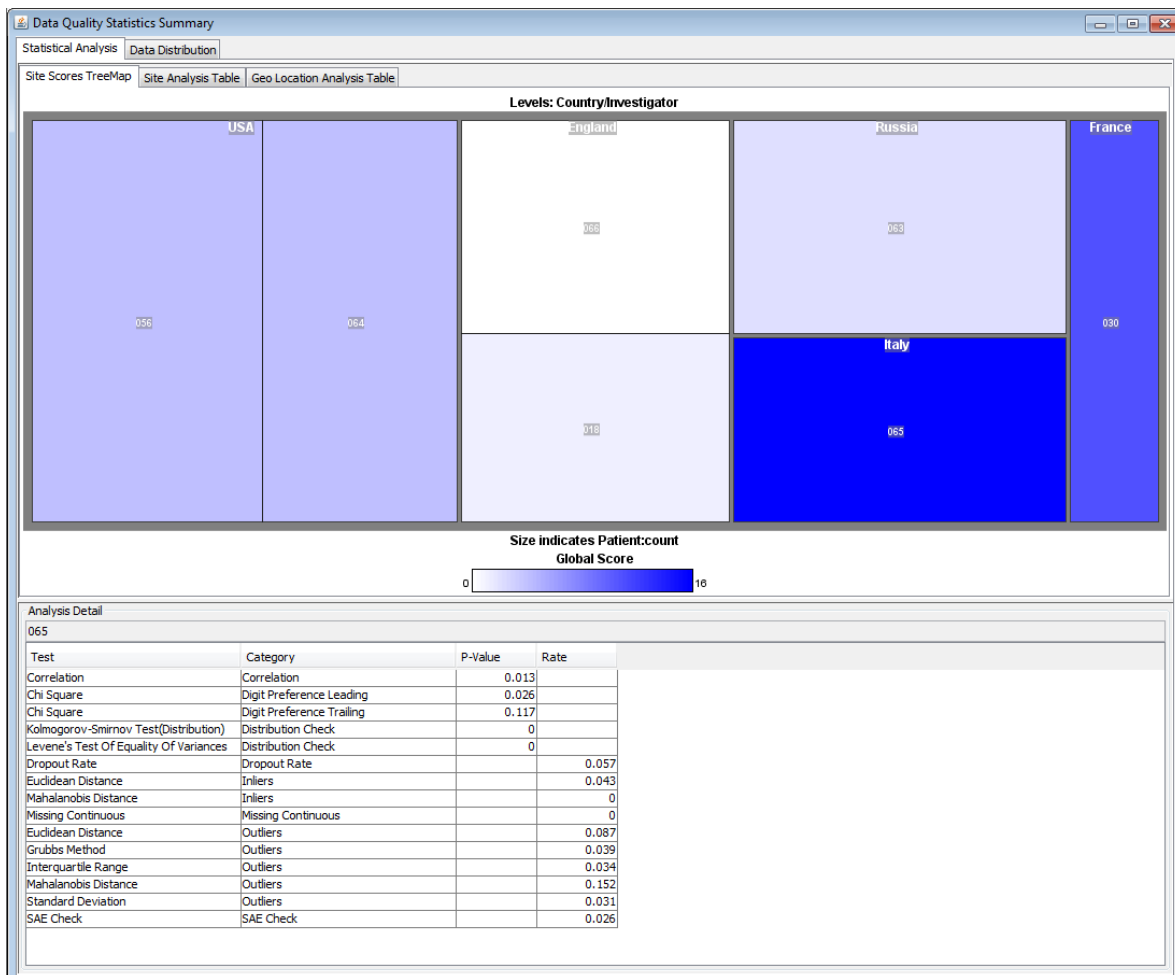 Data Quality Statistics Summary
Statistical Analysis Data Distribution
Site Scores TreeMap Site Analysis Table Geo Location Analysis Table
Levels: Country/Investigator
USA England Russia France
066 063
056 064 030
Italy
018 065
Size indicates Patient:count
Global Score
0 16
Analysis Detail
065
Test Category P-Value Rate
Correlation Correlation 0.013
Chi Square Digit Preference Leading 0.026
Chi Square Digit Preference Trailing 0.117
Kolmogorov-Smirnov Test(Distribution) Distribution Check 0
Levene's Test Of Equality Of Variances Distribution Check 0
Dropout Rate Dropout Rate 0.057
Euclidean Distance Inliers 0.043
Mahalanobis Distance Inliers 0
Missing Continuous Missing Continuous 0
Euclidean Distance Outliers 0.087
Grubbs Method Outliers 0.039
Interquartile Range Outliers 0.034
Mahalanobis Distance Outliers 0.152
Standard Deviation Outliers 0.031
SAE Check SAE Check 0.026